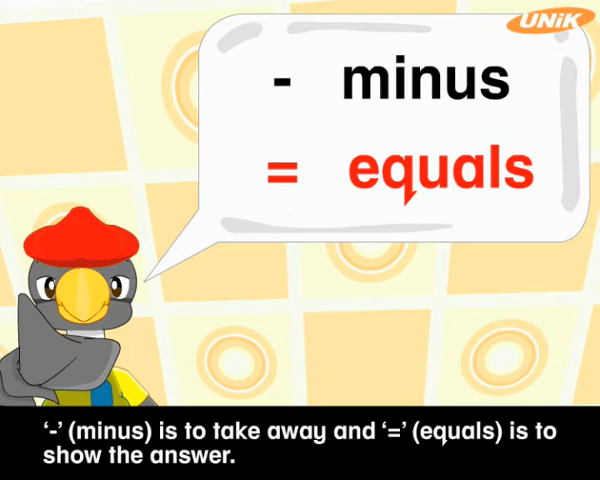 UNiK
- minus
= equals
‘-’ (minus) is to take away and ‘=’ (equals) is to
show the answer.